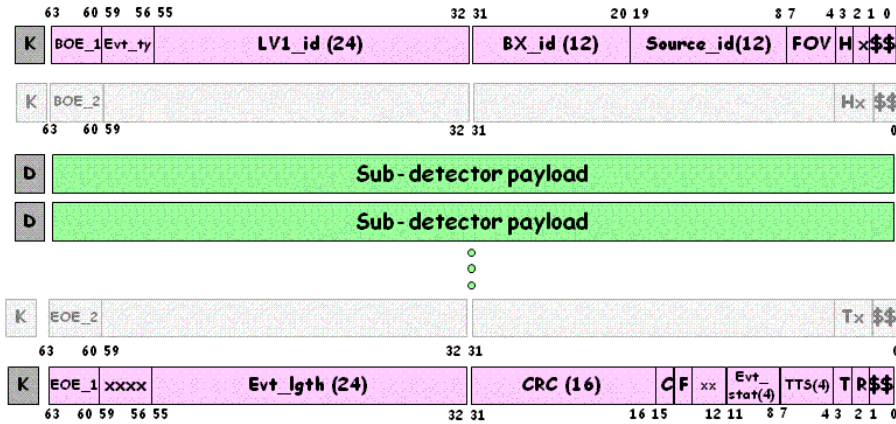 63 60 59 56 55 32 31 20 19 8 7 4 3 2 1 0
K BOE_1 Evt_ty LV1_id (24) BX_id (12) Source_id(12) FOV H x $$
K BOE_2 Hx $$
63 60 59 32 31 0
D Sub-detector payload
D Sub-detector payload
K EOE_2 Tx $$
63 60 59 32 31 0
K EOE_1 xxxx Evt_lgth (24) CRC (16) C F xx Evt_stat(4) TTS(4) T R $$
63 60 59 56 55 32 31 16 15 12 11 8 7 4 3 2 1 0